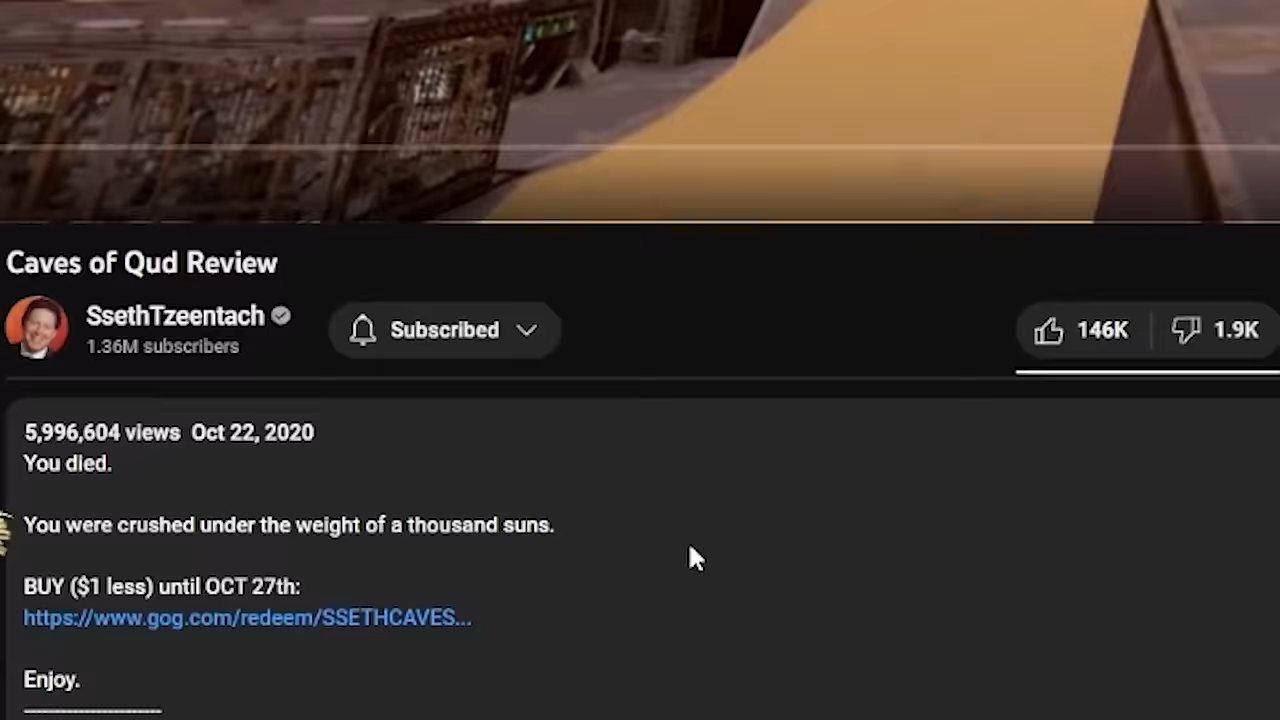 Caves of Qud Review
SsethTzeentach
1.36M subscribers
Subscribed
146K
1.9K
5,996,604 views Oct 22, 2020
You died.
You were crushed under the weight of a thousand suns.
BUY ($1 less) until OCT 27th:
https://www.gog.com/redeem/SSETHCAVES...
Enjoy.